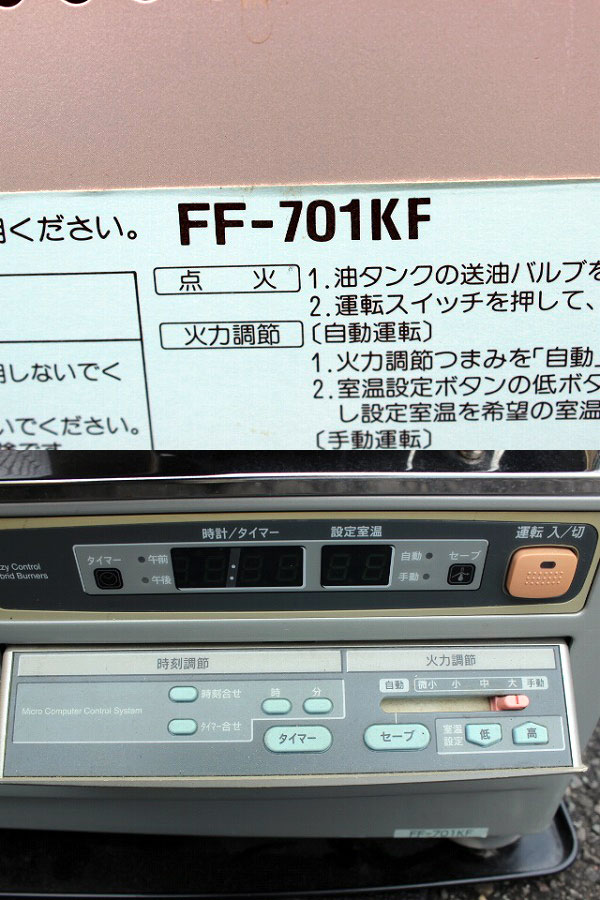 用ください。 FF-701KF
点火 1.油タンクの送油バルブを
2.運転スイッチを押して、
火力調節 〔自動運転〕
用しないでく 1.火力調節つまみを「自動」
2.室温設定ボタンの低ボタ
いでください。 し設定室温を希望の室温
〔手動運転〕
時計/タイマー 設定室温 運転 入/切
zy Control
brid Burners
タイマー 午前 自動 セーブ
午後 手動
時刻調節 火力調節
自動 微小 小 中 大 手動
Micro Computer Control System
時刻合せ 時 分
タイマー合せ タイマー セーブ 室温設定 低 高
FF-701KF